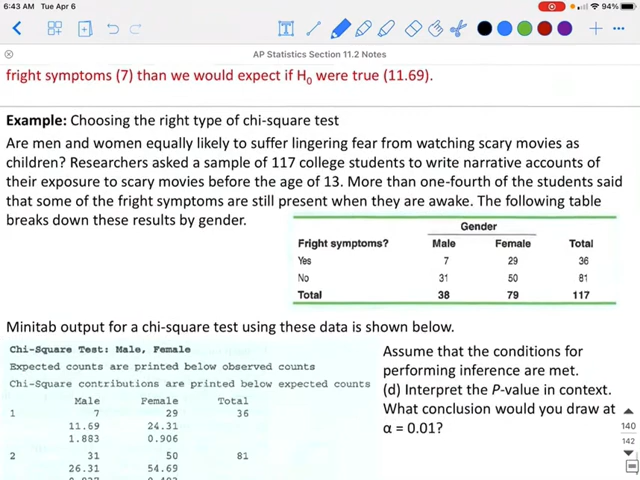 6:43 AM Tue Apr 6
94%
AP Statistics Section 11.2 Notes
fright symptoms (7) than we would expect if H0 were true (11.69).
Example: Choosing the right type of chi-square test
Are men and women equally likely to suffer lingering fear from watching scary movies as
children? Researchers asked a sample of 117 college students to write narrative accounts of
their exposure to scary movies before the age of 13. More than one-fourth of the students said
that some of the fright symptoms are still present when they are awake. The following table
breaks down these results by gender.
Gender
Fright symptoms? Male Female Total
Yes 7 29 36
No 31 50 81
Total 38 79 117
Minitab output for a chi-square test using these data is shown below.
Chi-Square Test: Male, Female
Expected counts are printed below observed counts
Chi-Square contributions are printed below expected counts
Male Female Total
1 7 29 36
11.69 24.31
1.883 0.906
2 31 50 81
26.31 54.69
Assume that the conditions for
performing inference are met.
(d) Interpret the P-value in context.
What conclusion would you draw at
α = 0.01?
140
142